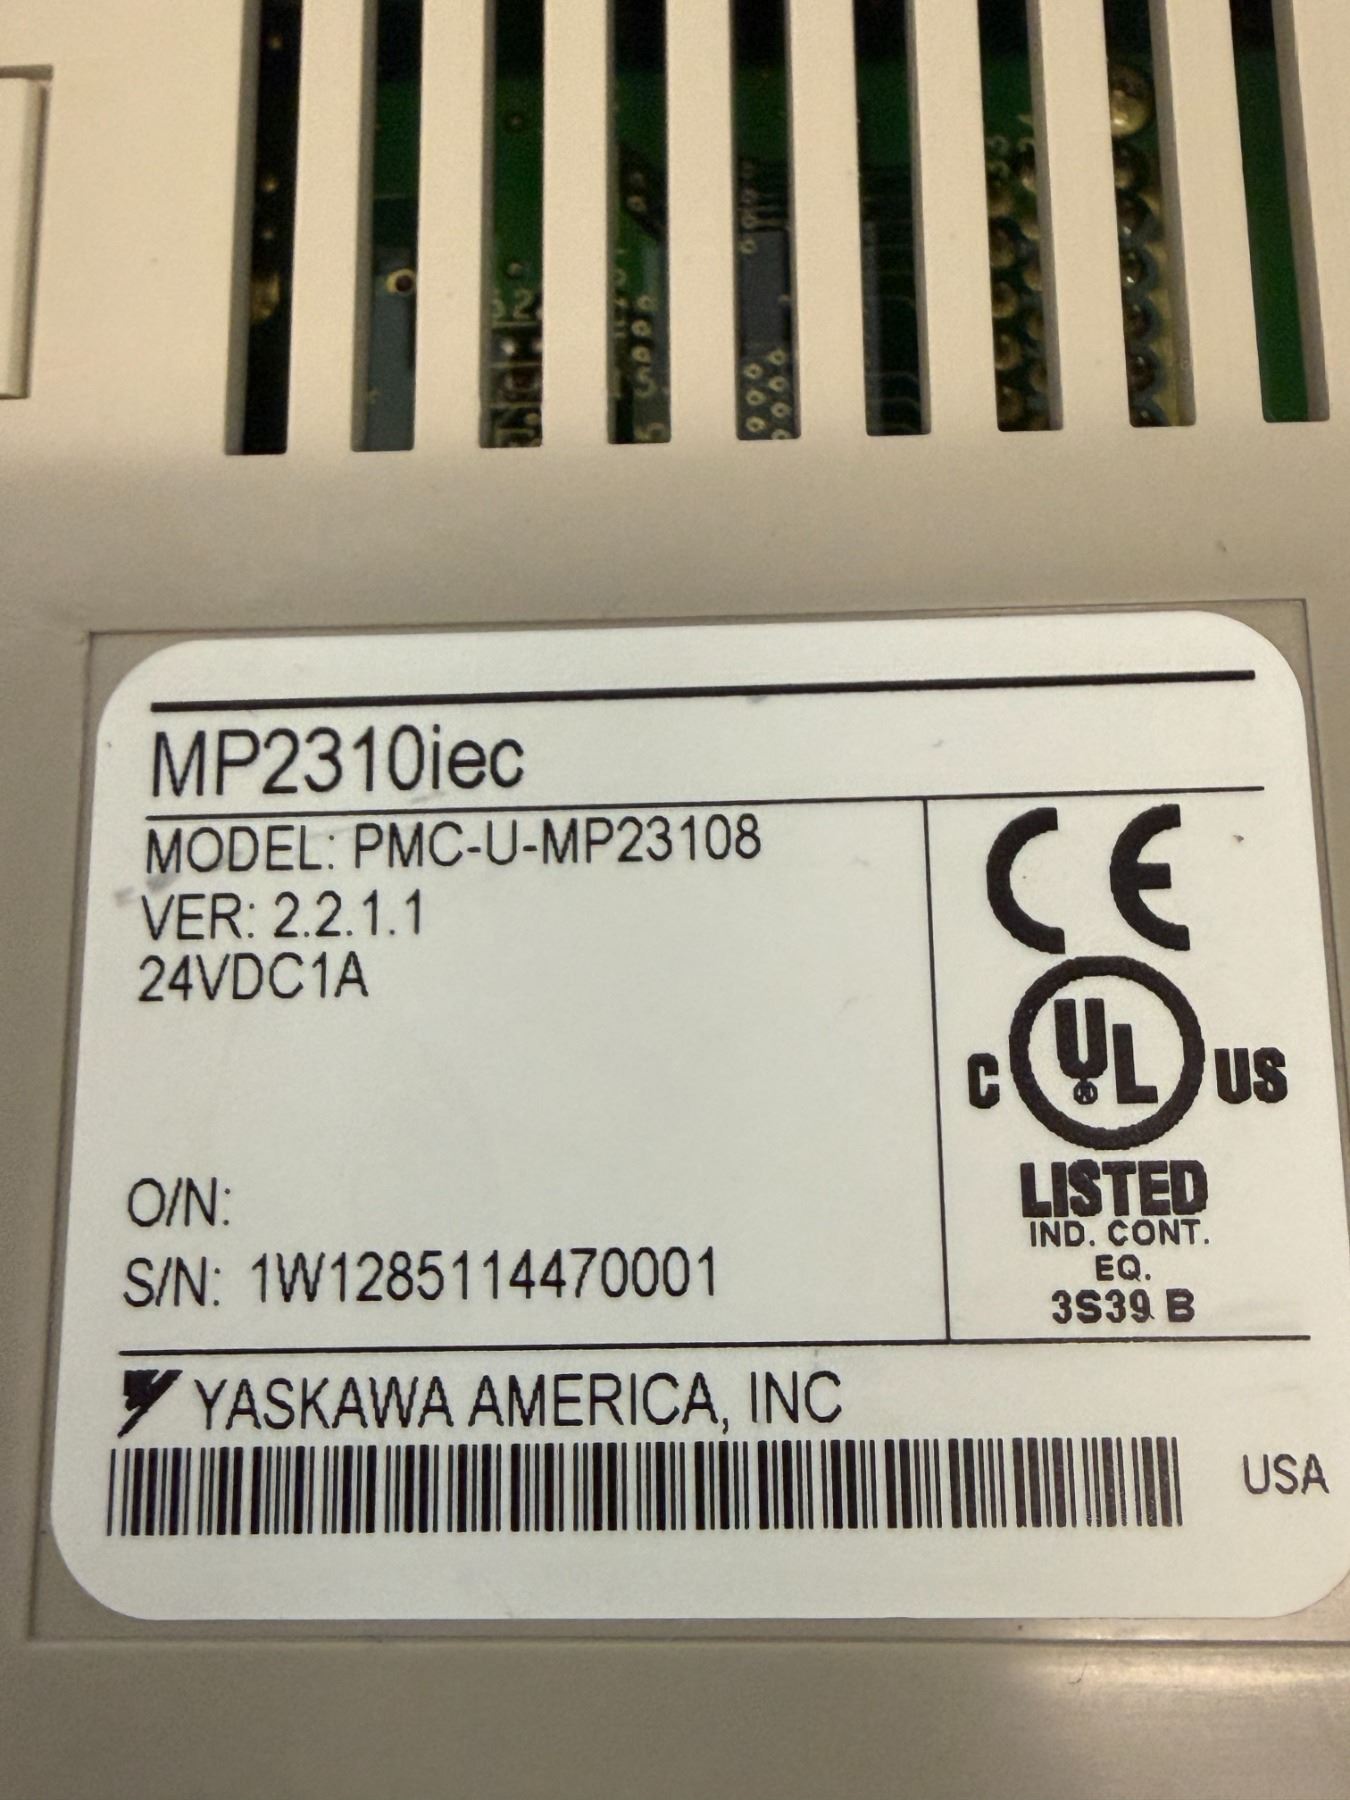 MP2310iec
MODEL: PMC-U-MP23108
VER: 2.2.1.1
24VDC1A
O/N:
S/N: 1W1285114470001
CE
C UL US
®
LISTED
IND. CONT.
EQ.
3S39 B
YASKAWA AMERICA, INC
USA